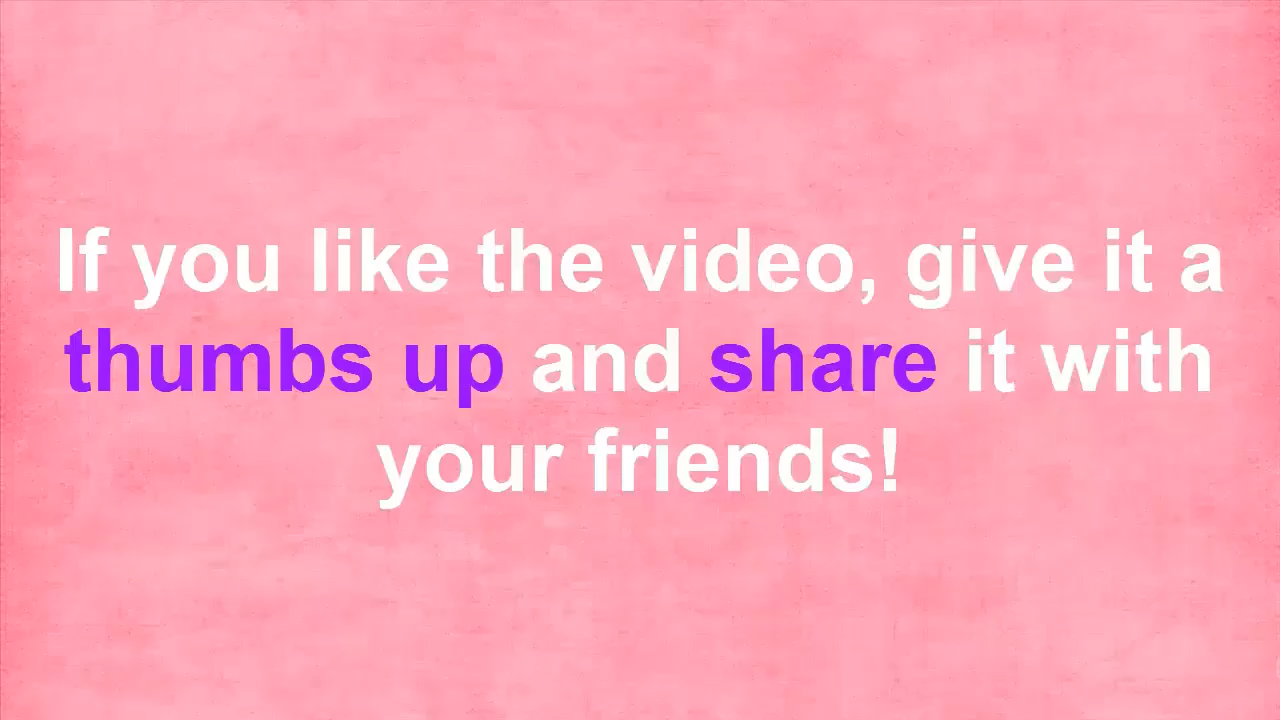 If you like the video, give it a
thumbs up and share it with
your friends!